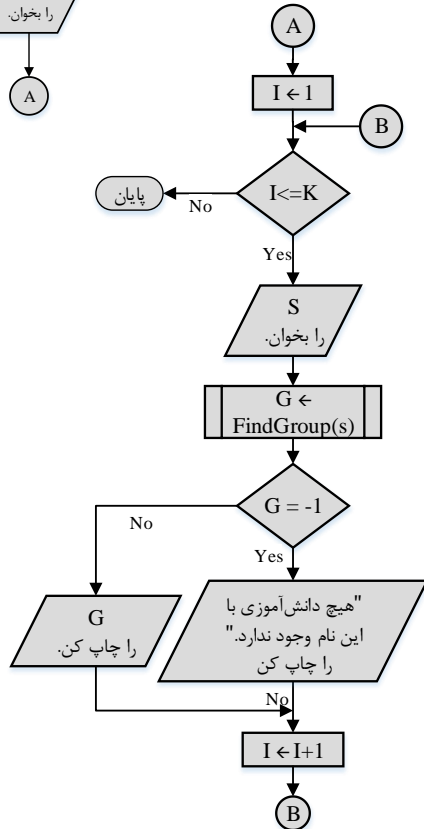 را بخوان.
A
A
I ← 1
B
I<=K
پایان
No
Yes
S
را بخوان.
G ←
FindGroup(s)
G = -1
No
Yes
G
را چاپ کن.
"هیچ دانش‌آموزی با
این نام وجود ندارد."
را چاپ کن
No
I ← I+1
B